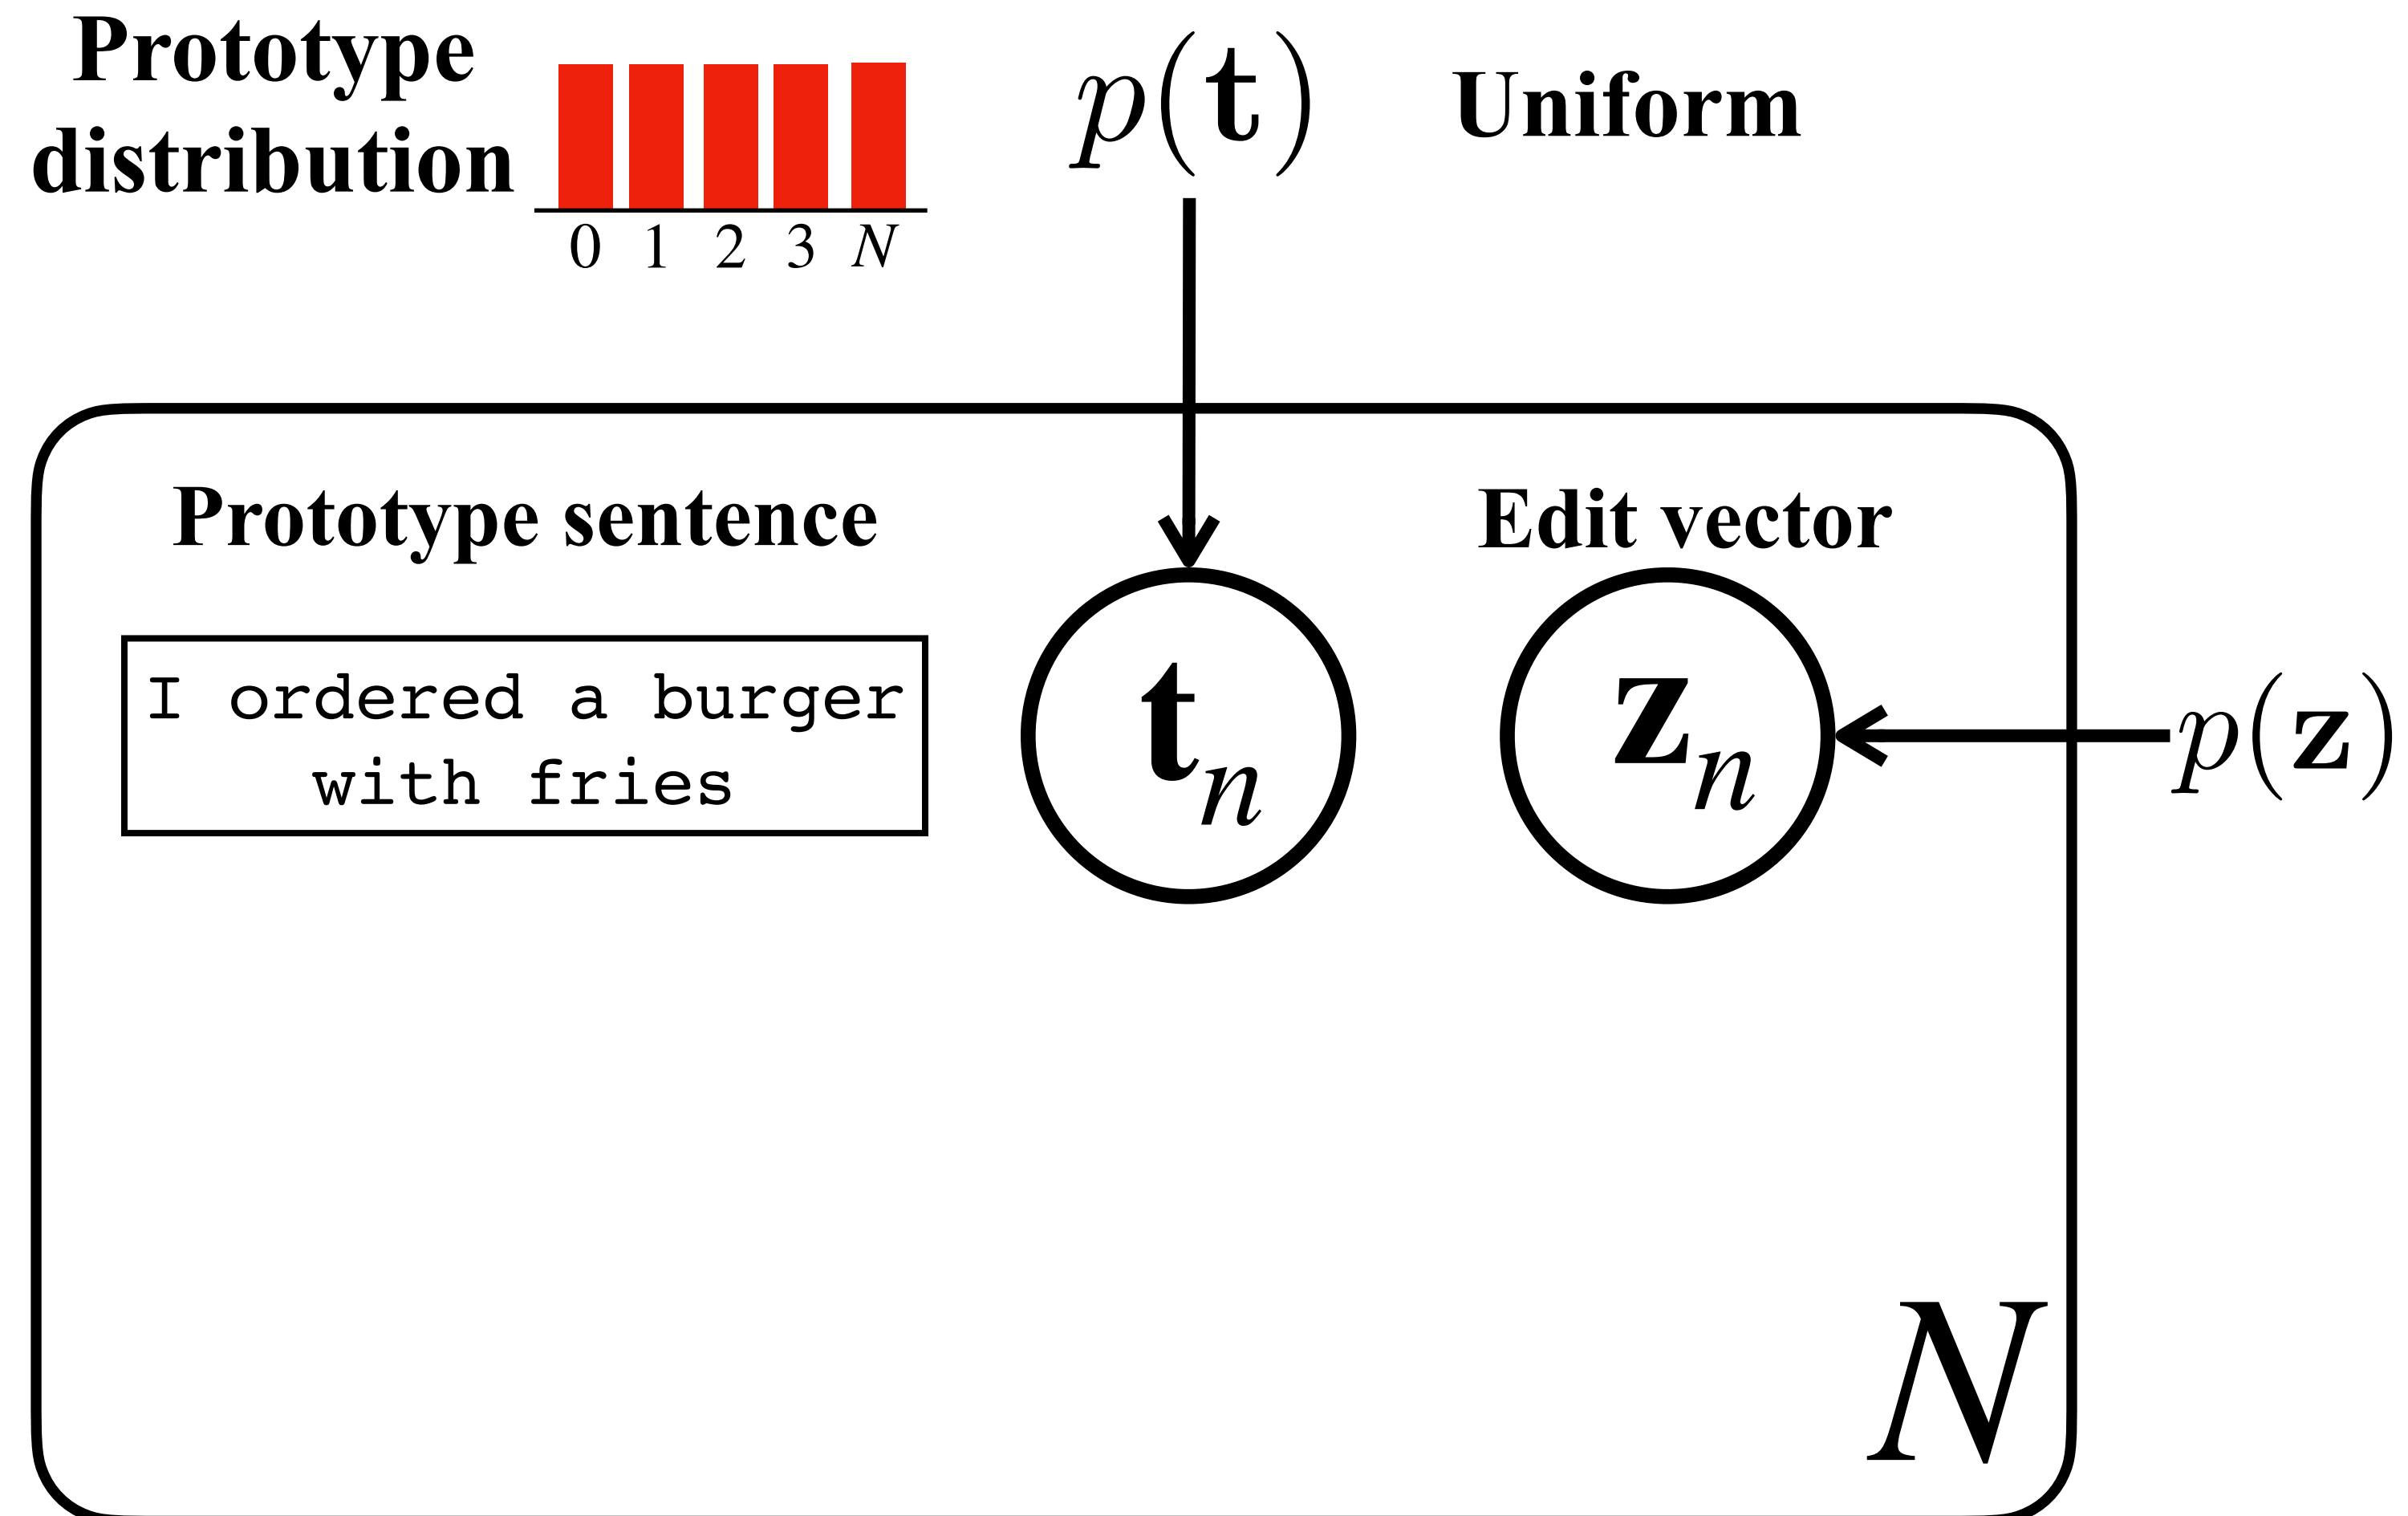 Prototype
distribution
0 1 2 3 N
p(t)
Uniform
Prototype sentence
Edit vector
I ordered a burger
with fries
tn
zn
p(z)
N